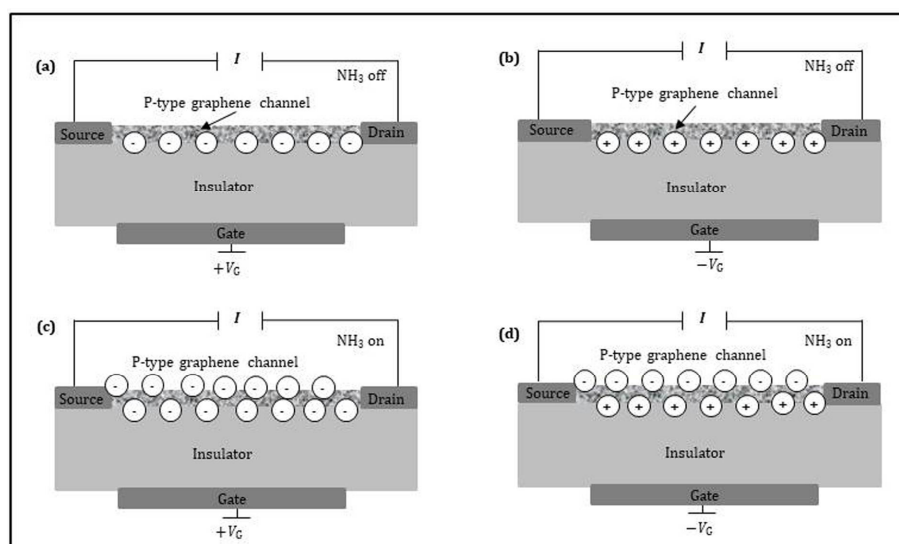 (a)
I
NH₃ off
P-type graphene channel
Source
Drain
- - - - - - -
Insulator
Gate
+V_G
(b)
I
NH₃ off
P-type graphene channel
Source
Drain
+ + + + + + +
Insulator
Gate
−V_G
(c)
I
NH₃ on
P-type graphene channel
- - - - - - -
Source
Drain
- - - - - - -
Insulator
Gate
+V_G
(d)
I
NH₃ on
P-type graphene channel
- - - - - - -
Source
Drain
+ + + + + + +
Insulator
Gate
−V_G